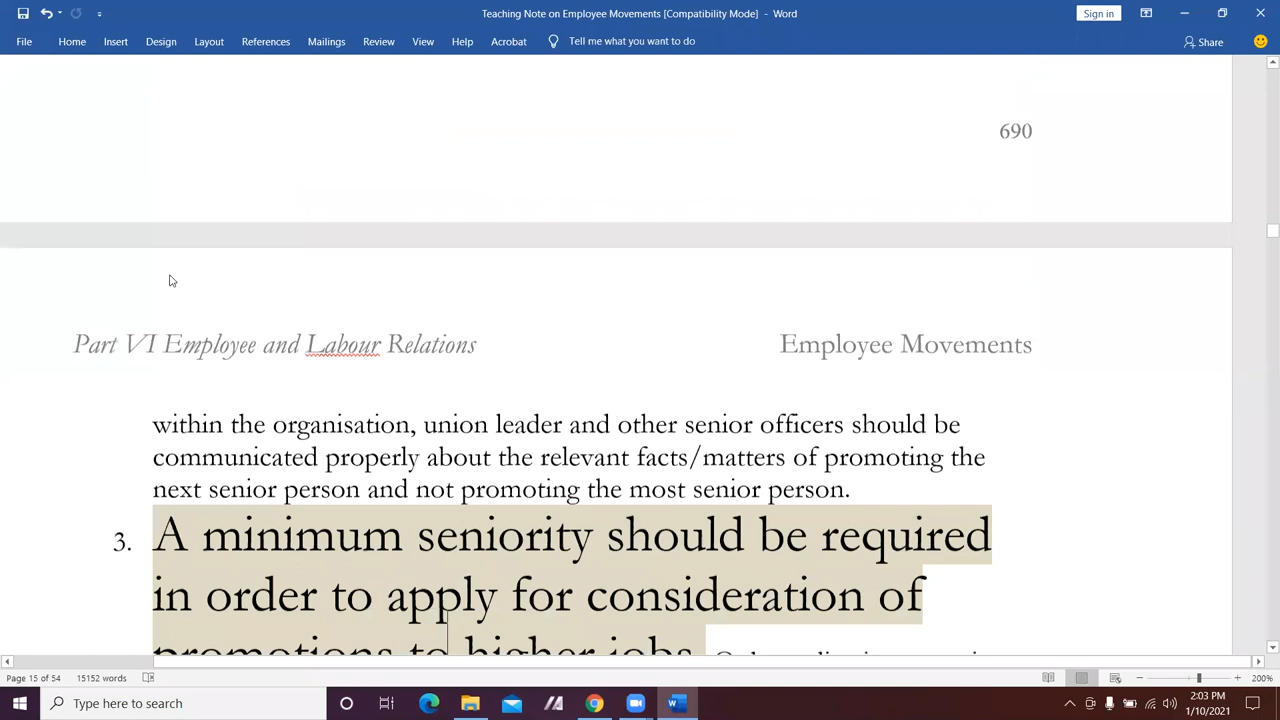 Teaching Note on Employee Movements [Compatibility Mode] - Word
Sign in
File Home Insert Design Layout References Mailings Review View Help Acrobat Tell me what you want to do Share
690
Part VI Employee and Labour Relations Employee Movements
within the organisation, union leader and other senior officers should be
communicated properly about the relevant facts/matters of promoting the
next senior person and not promoting the most senior person.
3. A minimum seniority should be required
in order to apply for consideration of
promotions to higher jobs.
Page 15 of 54 15152 words 200%
Type here to search
2:03 PM
1/10/2021